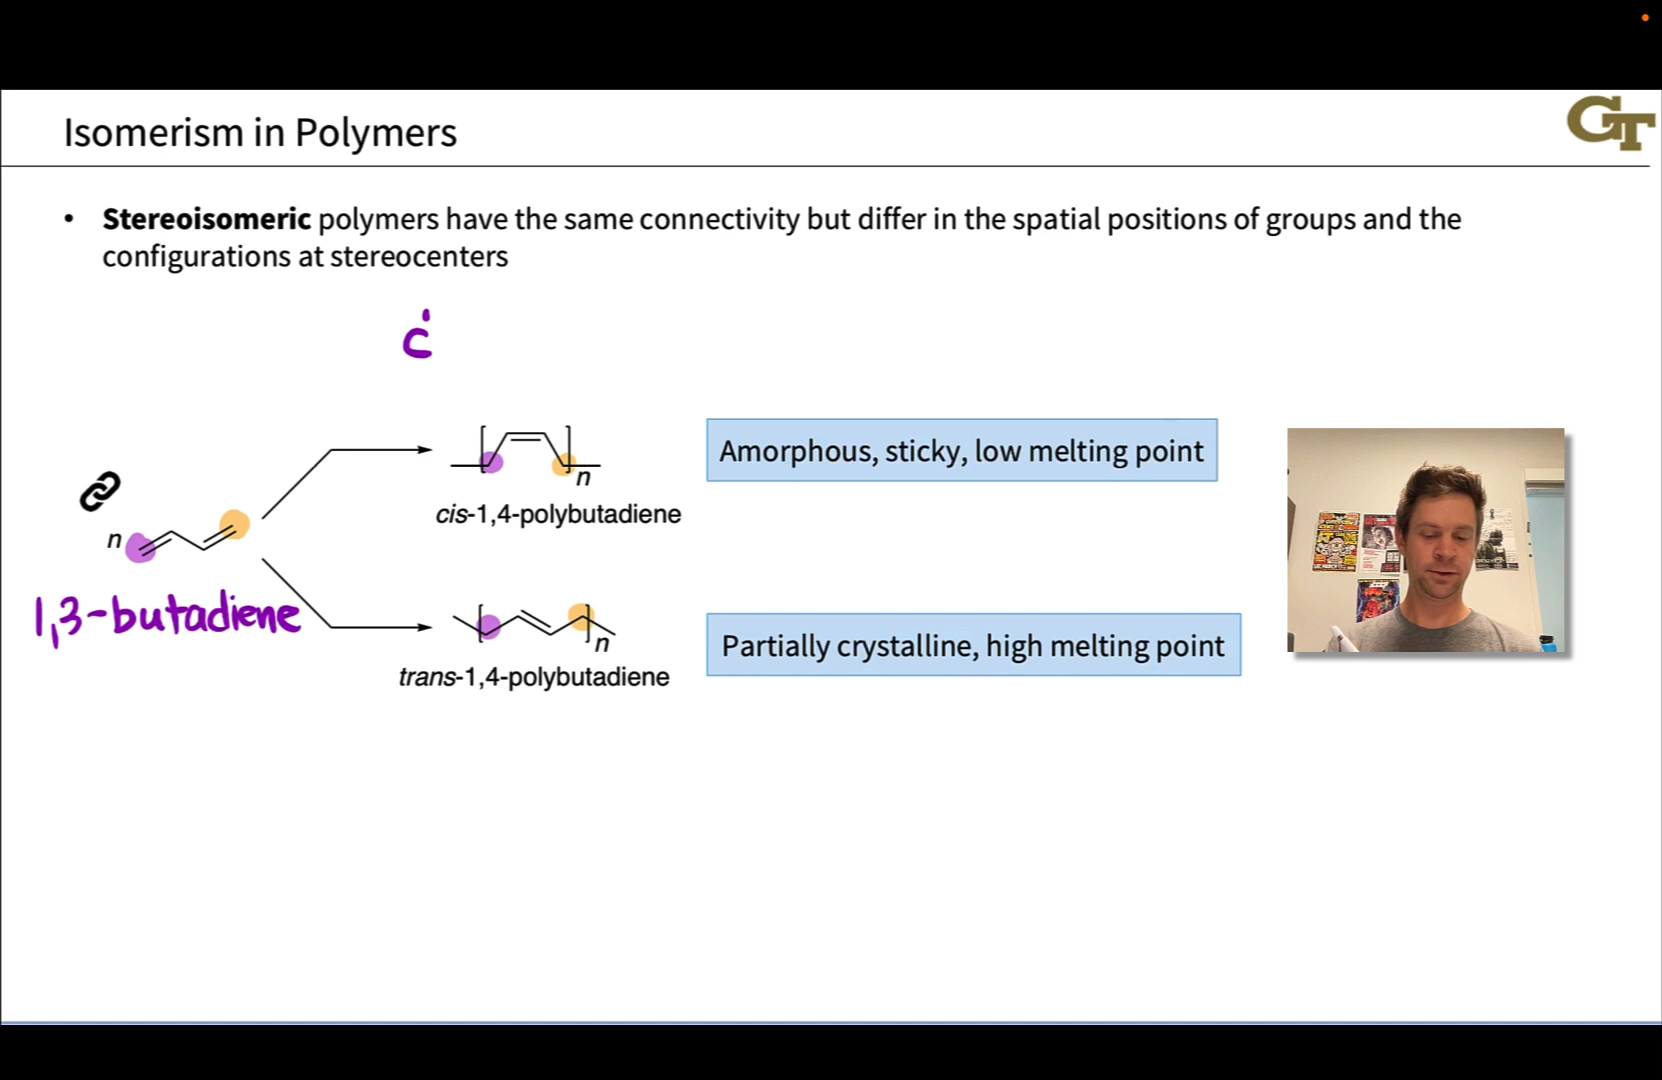 Isomerism in Polymers
GT
• Stereoisomeric polymers have the same connectivity but differ in the spatial positions of groups and the
configurations at stereocenters
ci
Amorphous, sticky, low melting point
n
cis-1,4-polybutadiene
n
1,3-butadiene
n
Partially crystalline, high melting point
trans-1,4-polybutadiene